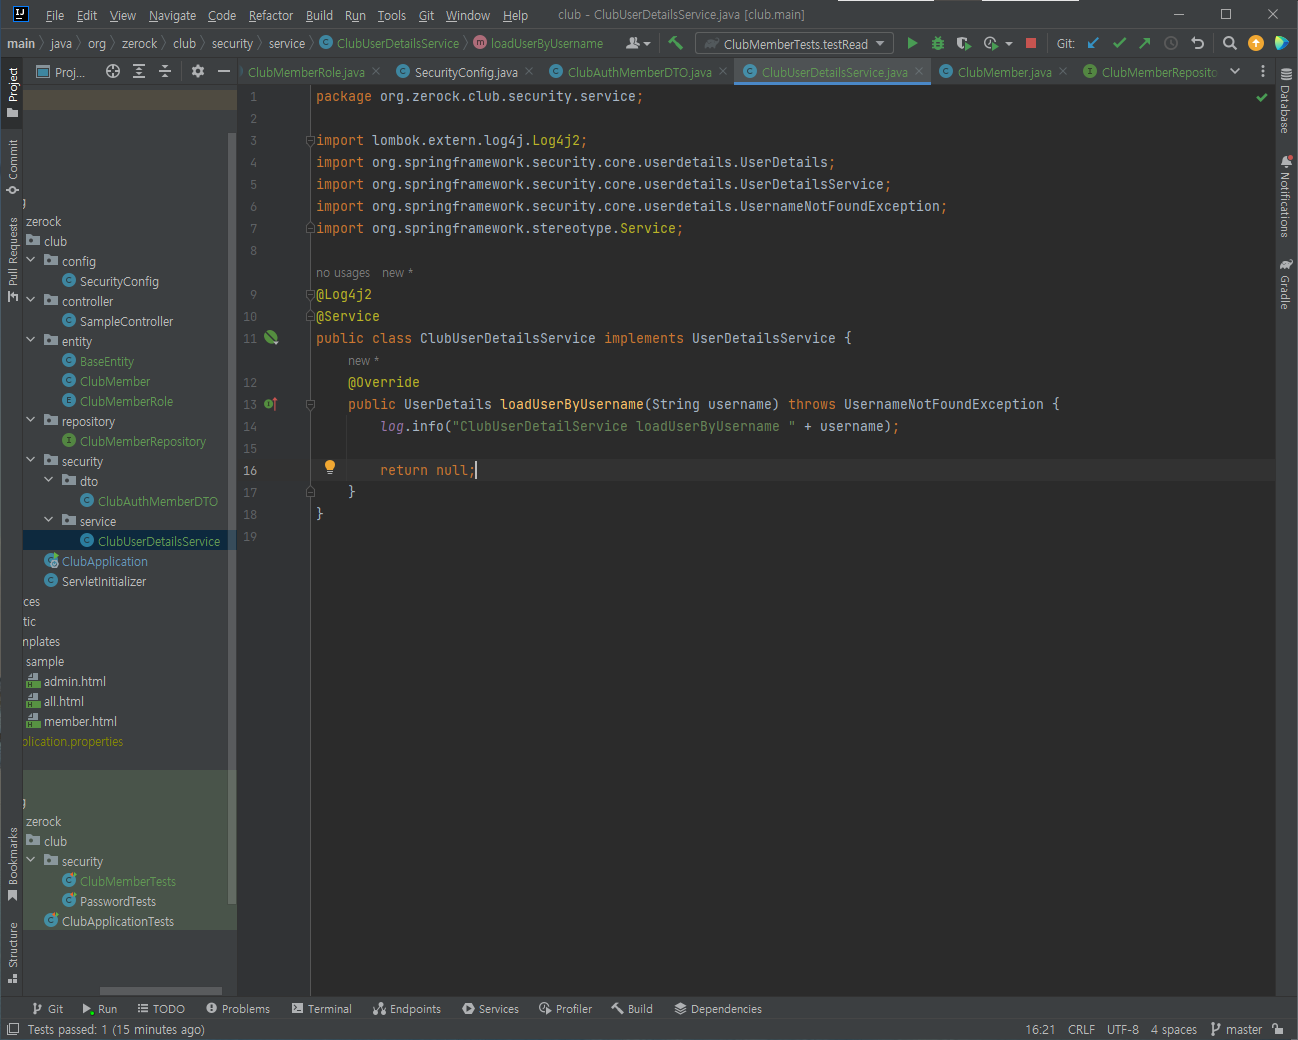 File Edit View Navigate Code Refactor Build Run Tools Git Window Help club - ClubUserDetailsService.java [club.main]
main java org zerock club security service ClubUserDetailsService loadUserByUsername ClubMemberTests.testRead Git:
Proj... ClubMemberRole.java SecurityConfig.java ClubAuthMemberDTO.java ClubUserDetailsService.java ClubMember.java ClubMemberReposito
Project
Commit
Pull Requests
Bookmarks
Structure
zerock
club
config
SecurityConfig
controller
SampleController
entity
BaseEntity
ClubMember
ClubMemberRole
repository
ClubMemberRepository
security
dto
ClubAuthMemberDTO
service
ClubUserDetailsService
ClubApplication
ServletInitializer
ces
tic
nplates
sample
admin.html
all.html
member.html
plication.properties
zerock
club
security
ClubMemberTests
PasswordTests
ClubApplicationTests
1 package org.zerock.club.security.service;
2
3 import lombok.extern.log4j.Log4j2;
4 import org.springframework.security.core.userdetails.UserDetails;
5 import org.springframework.security.core.userdetails.UserDetailsService;
6 import org.springframework.security.core.userdetails.UsernameNotFoundException;
7 import org.springframework.stereotype.Service;
8
no usages new *
9 @Log4j2
10 @Service
11 public class ClubUserDetailsService implements UserDetailsService {
new *
12 @Override
13 public UserDetails loadUserByUsername(String username) throws UsernameNotFoundException {
14 log.info("ClubUserDetailService loadUserByUsername " + username);
15
16 return null;
17 }
18 }
19
Database
Notifications
Gradle
Git Run TODO Problems Terminal Endpoints Services Profiler Build Dependencies
Tests passed: 1 (15 minutes ago) 16:21 CRLF UTF-8 4 spaces master